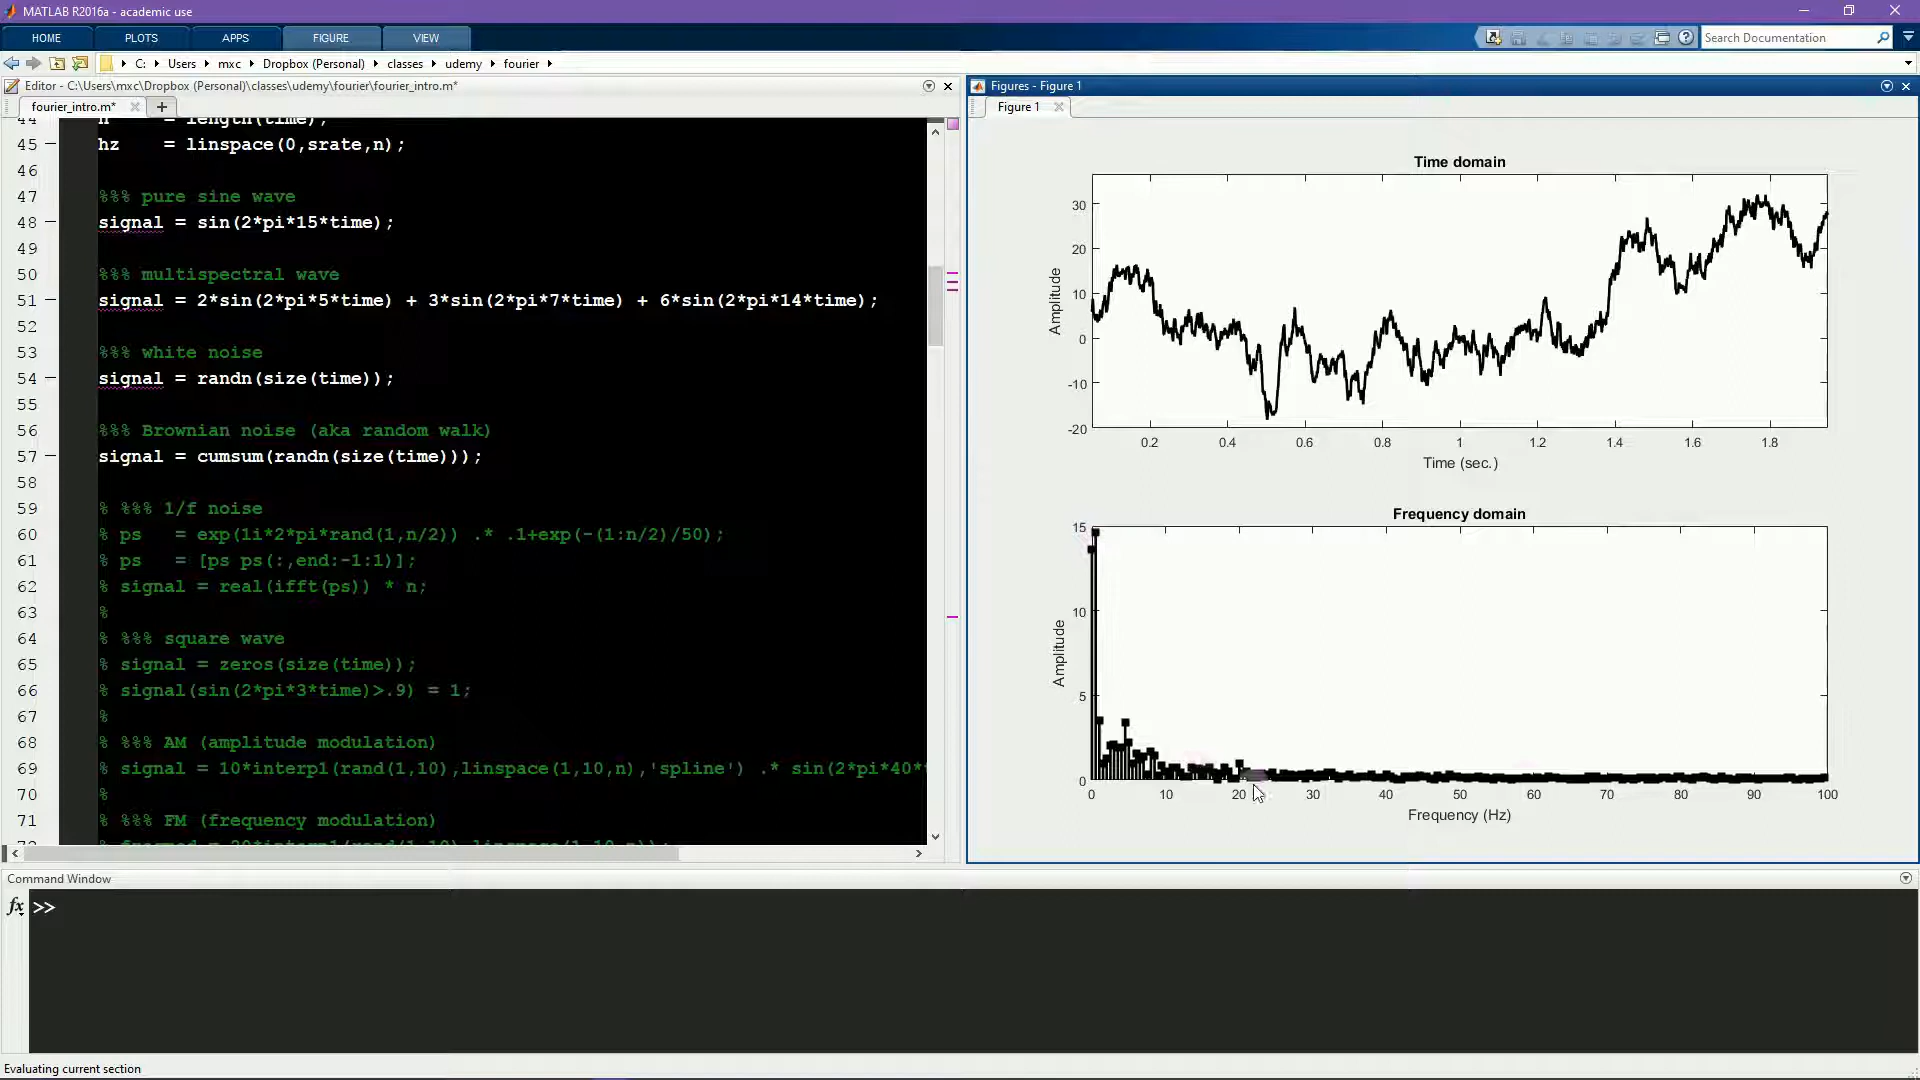 MATLAB R2016a - academic use
HOME PLOTS APPS FIGURE VIEW
Search Documentation
C: Users mxc Dropbox (Personal) classes udemy fourier
Editor - C:\Users\mxc\Dropbox (Personal)\classes\udemy\fourier\fourier_intro.m*
fourier_intro.m*
44 n = length(time);
45 hz = linspace(0,srate,n);
46
47 %%% pure sine wave
48 signal = sin(2*pi*15*time);
49
50 %%% multispectral wave
51 signal = 2*sin(2*pi*5*time) + 3*sin(2*pi*7*time) + 6*sin(2*pi*14*time);
52
53 %%% white noise
54 signal = randn(size(time));
55
56 %%% Brownian noise (aka random walk)
57 signal = cumsum(randn(size(time)));
58
59 % %%% 1/f noise
60 % ps = exp(1i*2*pi*rand(1,n/2)) .* .1+exp(-(1:n/2)/50);
61 % ps = [ps ps(:,end:-1:1)];
62 % signal = real(ifft(ps)) * n;
63 %
64 % %%% square wave
65 % signal = zeros(size(time));
66 % signal(sin(2*pi*3*time)>.9) = 1;
67 %
68 % %%% AM (amplitude modulation)
69 % signal = 10*interp1(rand(1,10),linspace(1,10,n),'spline') .* sin(2*pi*40*
70 %
71 % %%% FM (frequency modulation)
Figures - Figure 1
Figure 1
Time domain
30
20
10
0
-10
-20
Amplitude
0.2 0.4 0.6 0.8 1 1.2 1.4 1.6 1.8
Time (sec.)
Frequency domain
15
10
5
0
Amplitude
0 10 20 30 40 50 60 70 80 90 100
Frequency (Hz)
Command Window
fx >>
Evaluating current section